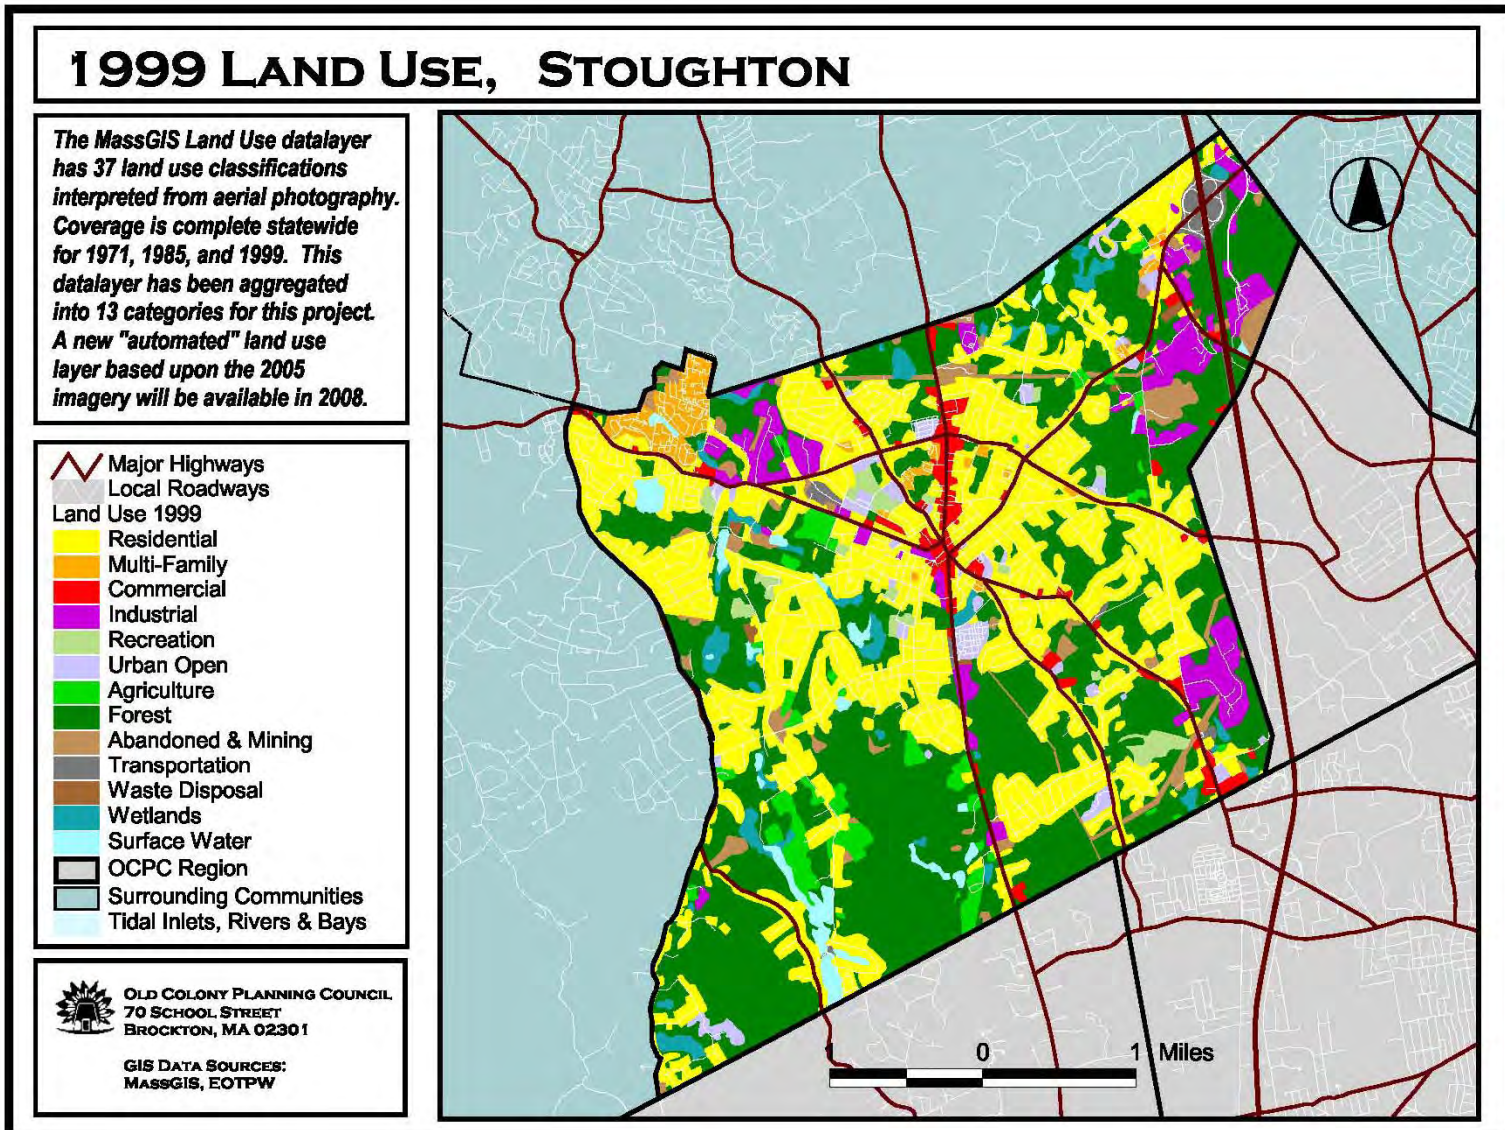 1999 LAND USE, STOUGHTON
The MassGIS Land Use datalayer
has 37 land use classifications
interpreted from aerial photography.
Coverage is complete statewide
for 1971, 1985, and 1999. This
datalayer has been aggregated
into 13 categories for this project.
A new "automated" land use
layer based upon the 2005
imagery will be available in 2008.
Major Highways
Local Roadways
Land Use 1999
Residential
Multi-Family
Commercial
Industrial
Recreation
Urban Open
Agriculture
Forest
Abandoned & Mining
Transportation
Waste Disposal
Wetlands
Surface Water
OCPC Region
Surrounding Communities
Tidal Inlets, Rivers & Bays
OLD COLONY PLANNING COUNCIL
70 SCHOOL STREET
BROCKTON, MA 02301
GIS DATA SOURCES:
MASSGIS, EOTPW
1 0 1 Miles